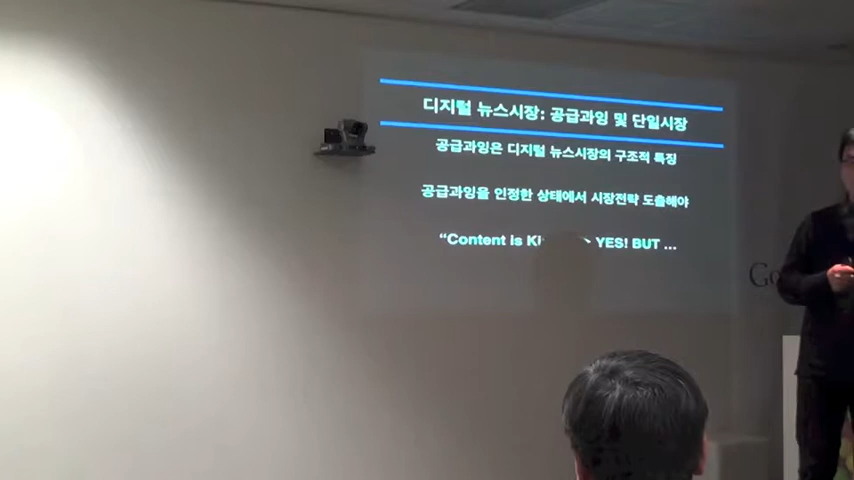 디지털 뉴스시장: 공급과잉 및 단일시장
공급과잉은 디지털 뉴스시장의 구조적 특징
공급과잉을 인정한 상태에서 시장전략 도출해야
“Content is YES! BUT ...